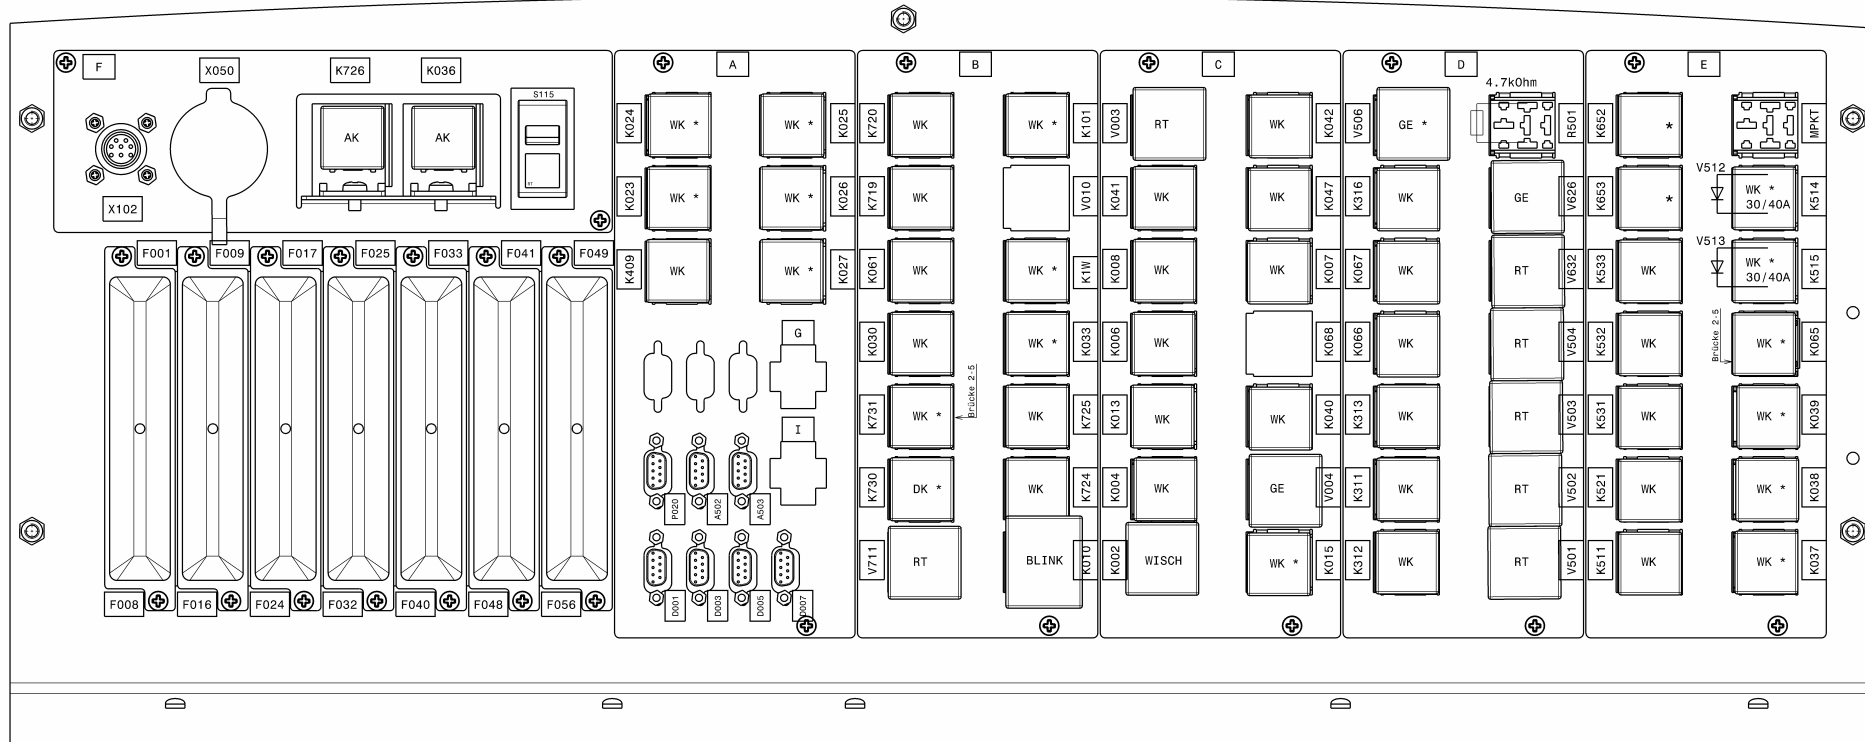 F
X050
K726
K036
AK
AK
S115
RT
X102
F001
F009
F017
F025
F033
F041
F049
F008
F016
F024
F032
F040
F048
F056
A
K024
WK *
WK *
K025
K023
WK *
WK *
K026
K409
WK
WK *
K027
G
I
P020
A502
A503
D001
D003
D005
D007
B
K720
WK
WK *
K101
K719
WK
V010
K061
WK
WK *
K1W
K030
WK
WK *
K033
K731
WK *
Brücke 2-5
WK
K725
K730
DK *
WK
K724
V711
RT
BLINK
K010
C
V003
RT
WK
K042
K041
WK
WK
K047
K008
WK
WK
K007
K006
WK
K068
K013
WK
WK
K040
K004
WK
GE
V004
K002
WISCH
WK *
K015
D
V506
GE *
4.7kOhm
R501
K316
WK
GE
V626
K067
WK
RT
V632
K066
WK
RT
V504
K313
WK
RT
V503
K311
WK
RT
V502
K312
WK
RT
V501
E
K652
*
MPKT
K653
*
V512
WK *
30/40A
K514
K533
WK
V513
WK *
30/40A
K515
K532
WK
Brücke 2-5
WK *
K065
K531
WK
WK *
K039
K521
WK
WK *
K038
K511
WK
WK *
K037